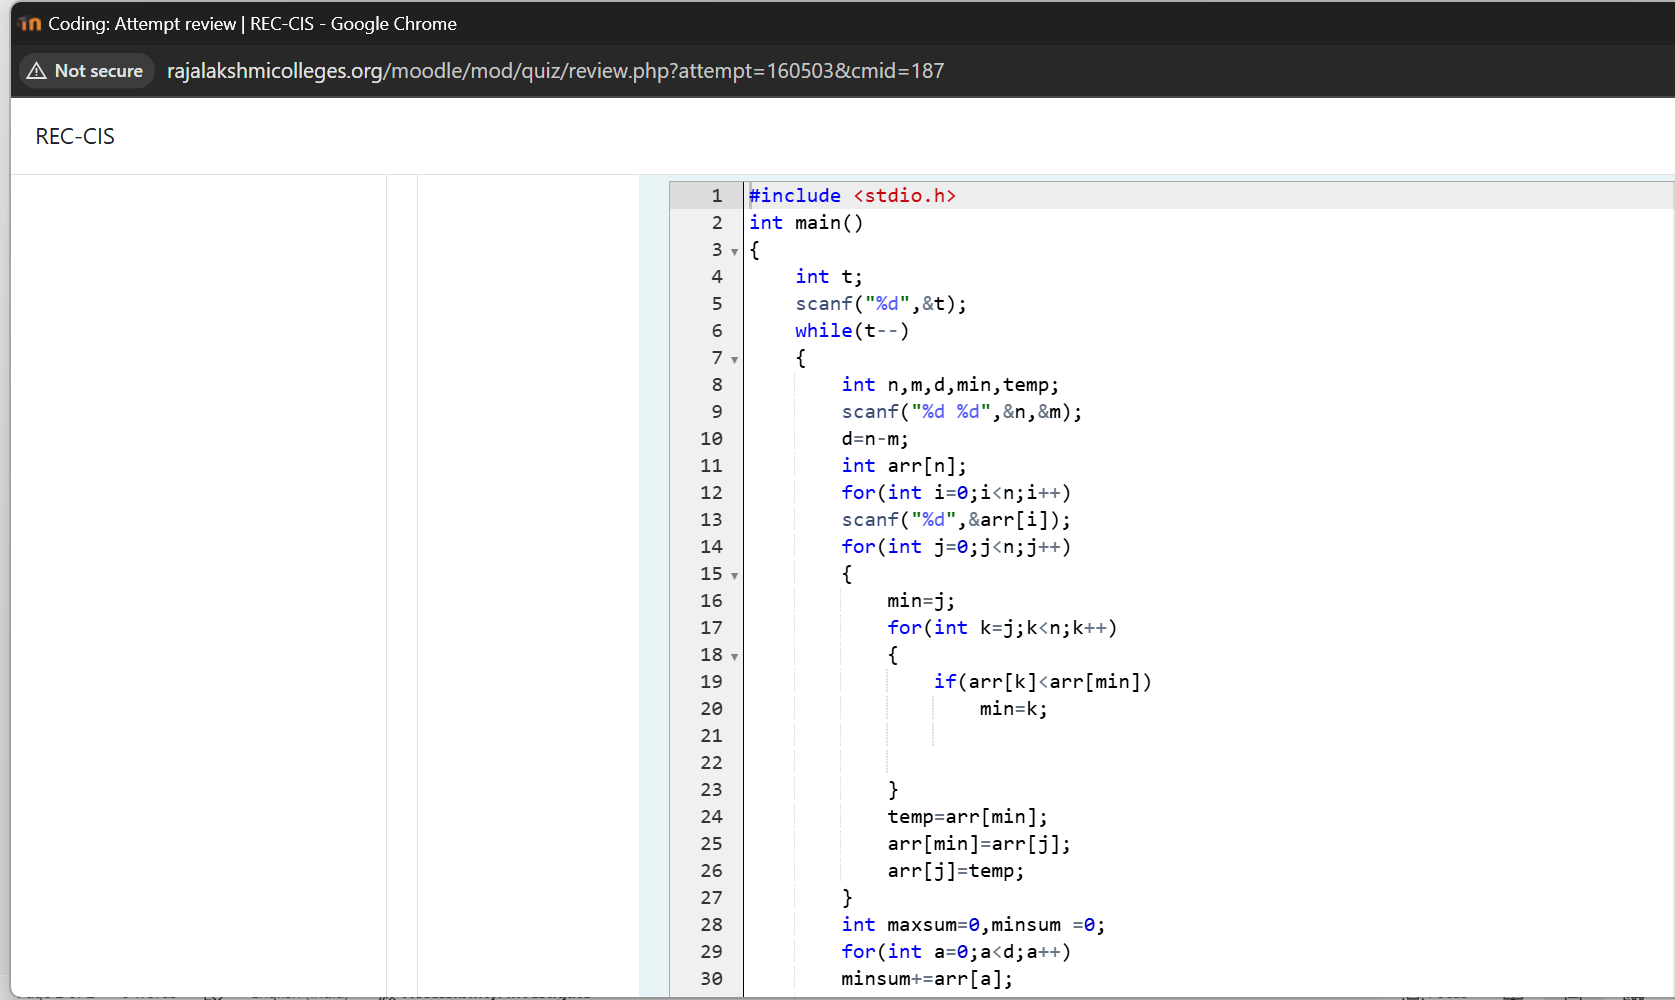 Coding: Attempt review | REC-CIS - Google Chrome
Not secure rajalakshmicolleges.org/moodle/mod/quiz/review.php?attempt=160503&cmid=187
REC-CIS
1 #include <stdio.h>
2 int main()
3 {
4     int t;
5     scanf("%d",&t);
6     while(t--)
7     {
8         int n,m,d,min,temp;
9         scanf("%d %d",&n,&m);
10         d=n-m;
11         int arr[n];
12         for(int i=0;i<n;i++)
13         scanf("%d",&arr[i]);
14         for(int j=0;j<n;j++)
15         {
16             min=j;
17             for(int k=j;k<n;k++)
18             {
19                 if(arr[k]<arr[min])
20                     min=k;
21
22
23             }
24             temp=arr[min];
25             arr[min]=arr[j];
26             arr[j]=temp;
27         }
28         int maxsum=0,minsum =0;
29         for(int a=0;a<d;a++)
30         minsum+=arr[a];